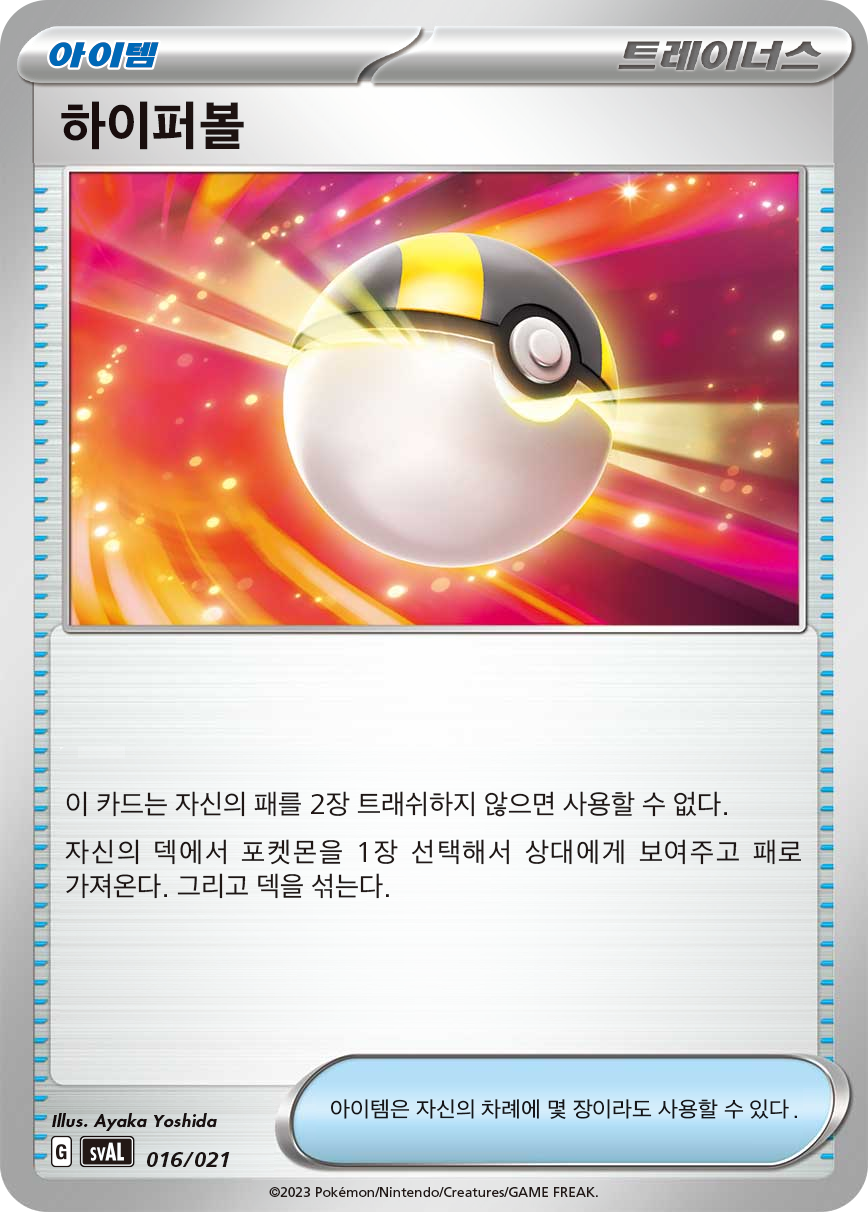 아이템
트레이너스
하이퍼볼
이 카드는 자신의 패를 2장 트래쉬하지 않으면 사용할 수 없다.
자신의 덱에서 포켓몬을 1장 선택해서 상대에게 보여주고 패로
가져온다. 그리고 덱을 섞는다.
아이템은 자신의 차례에 몇 장이라도 사용할 수 있다.
Illus. Ayaka Yoshida
G svAL 016/021
©2023 Pokémon/Nintendo/Creatures/GAME FREAK.